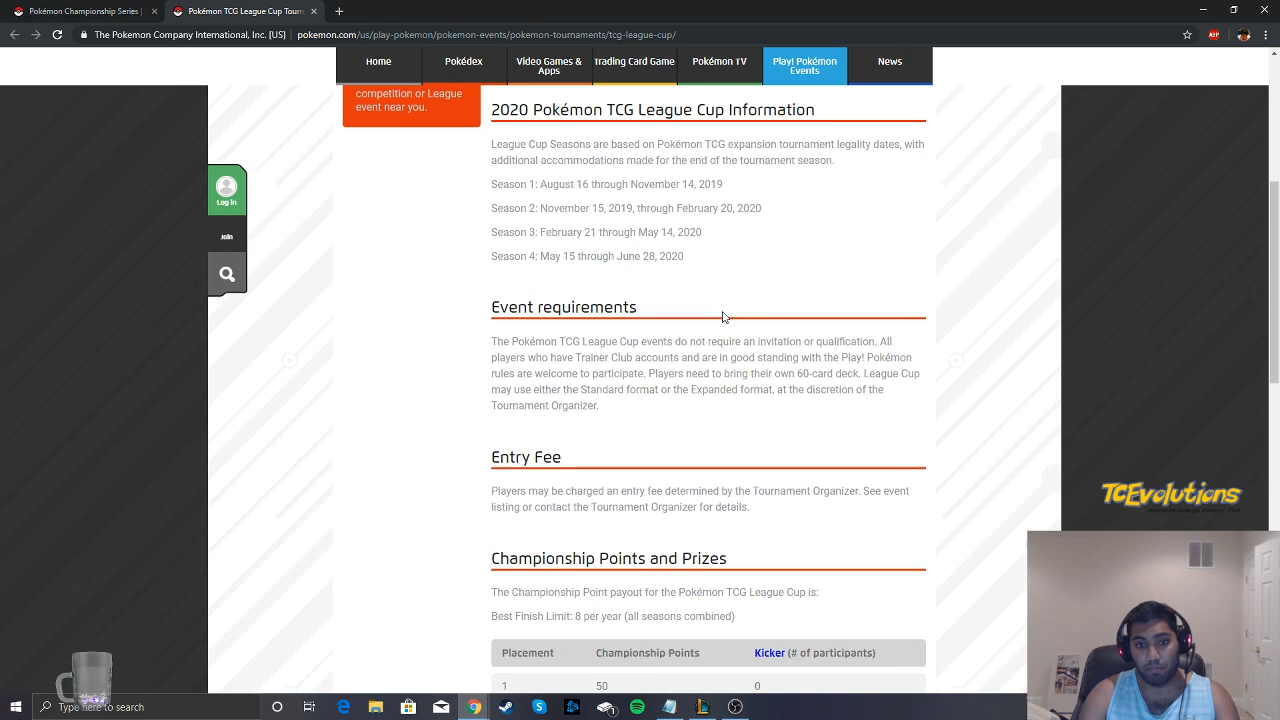 Pokémon Championship Series |
Pokémon TCG League Cup Tourn
The Pokemon Company International, Inc. [US] | pokemon.com/us/play-pokemon/pokemon-events/pokemon-tournaments/tcg-league-cup/
ABP
Home
Pokédex
Video Games & Apps
Trading Card Game
Pokémon TV
Play! Pokémon Events
News
competition or League
event near you.
Log In
Join
2020 Pokémon TCG League Cup Information
League Cup Seasons are based on Pokémon TCG expansion tournament legality dates, with
additional accommodations made for the end of the tournament season.
Season 1: August 16 through November 14, 2019
Season 2: November 15, 2019, through February 20, 2020
Season 3: February 21 through May 14, 2020
Season 4: May 15 through June 28, 2020
Event requirements
The Pokémon TCG League Cup events do not require an invitation or qualification. All
players who have Trainer Club accounts and are in good standing with the Play! Pokémon
rules are welcome to participate. Players need to bring their own 60-card deck. League Cup
may use either the Standard format or the Expanded format, at the discretion of the
Tournament Organizer.
Entry Fee
Players may be charged an entry fee determined by the Tournament Organizer. See event
listing or contact the Tournament Organizer for details.
Championship Points and Prizes
The Championship Point payout for the Pokémon TCG League Cup is:
Best Finish Limit: 8 per year (all seasons combined)
Placement Championship Points Kicker (# of participants)
1 50 0
TCEvolutions
Type here to search